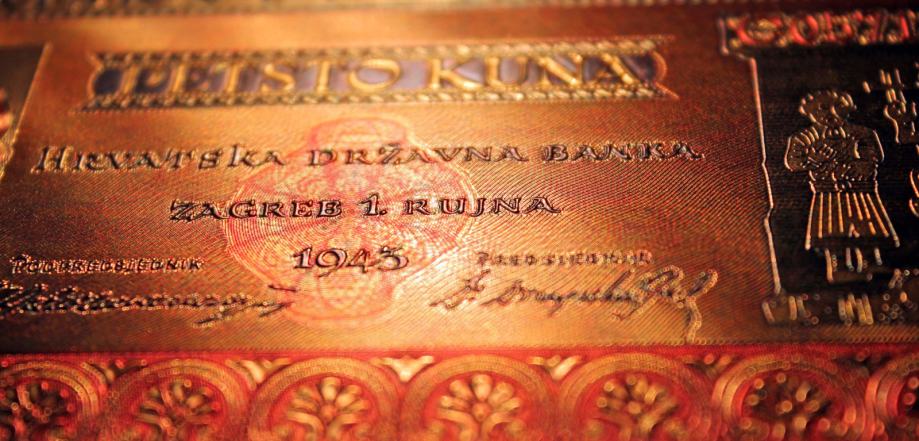 PETSTO KUNA
HRVATSKA DRŽAVNA BANKA
ZAGREB 1. RUJNA
1943
PODPREDSJEDNIK
PREDSJEDNIK